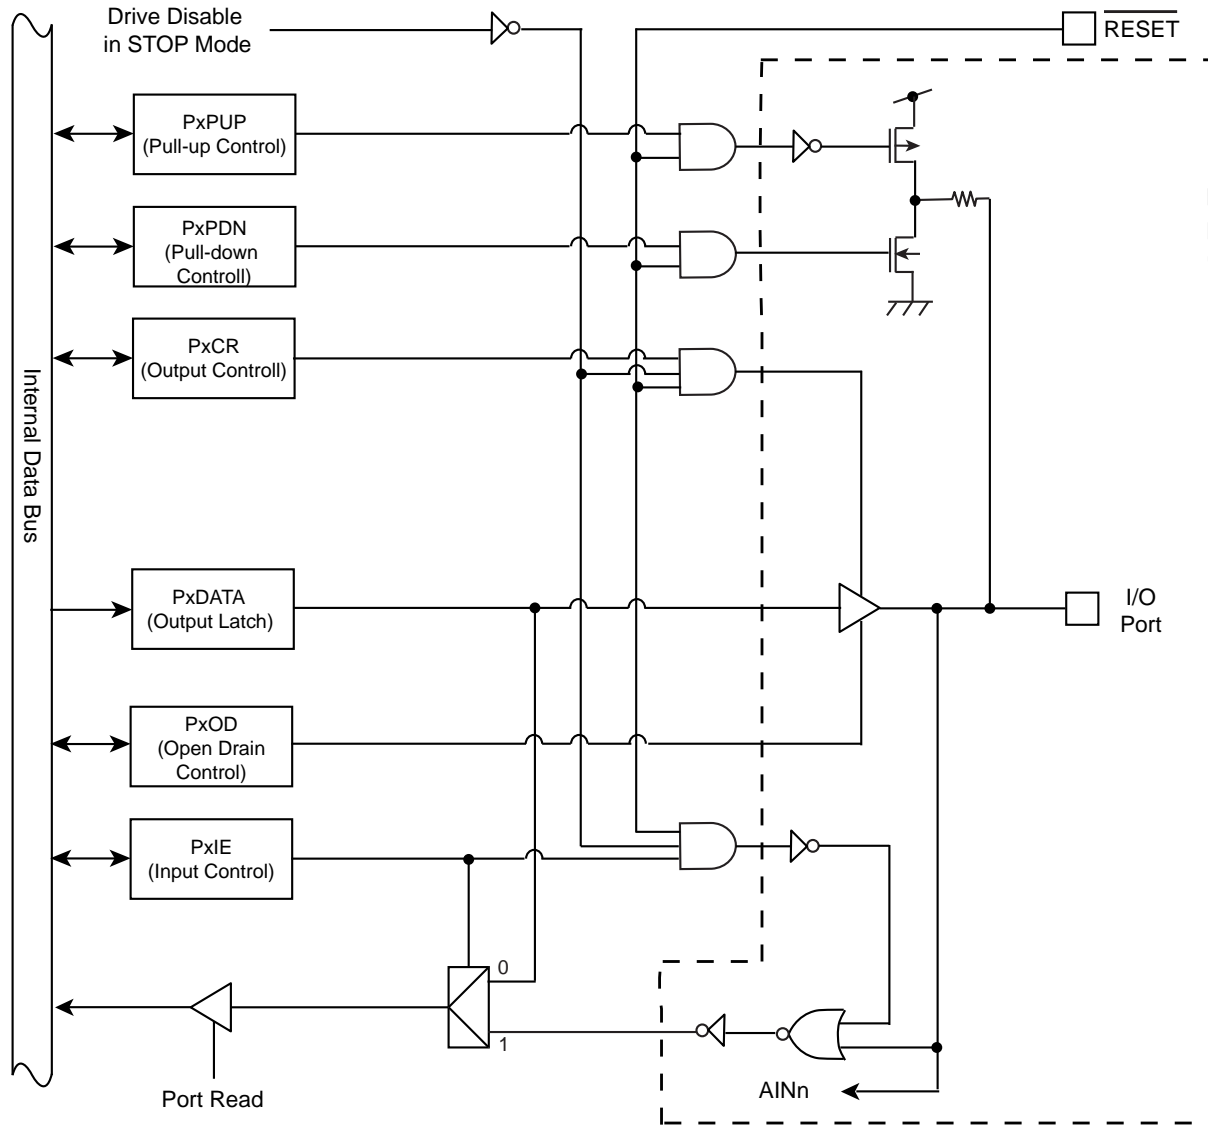 Drive Disable
in STOP Mode
RESET
PxPUP
(Pull-up Control)
PxPDN
(Pull-down
Controll)
PxCR
(Output Controll)
Internal Data Bus
PxDATA
(Output Latch)
I/O
Port
PxOD
(Open Drain
Control)
PxIE
(Input Control)
0
1
Port Read
AINn